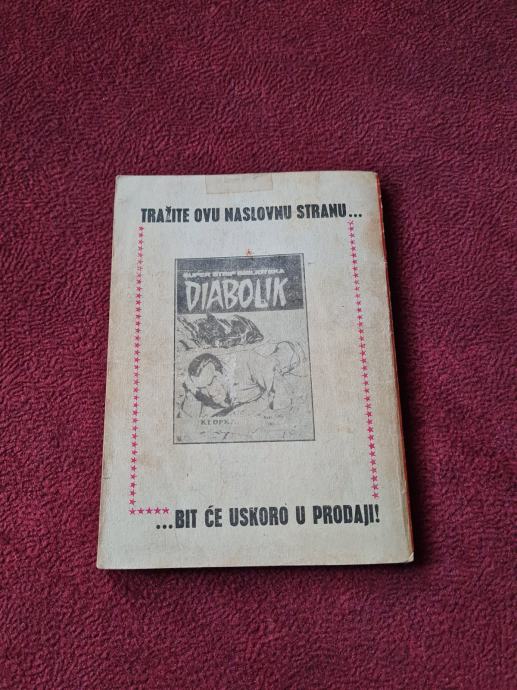 TRAŽITE OVU NASLOVNU STRANU...
SUPER STRIP BIBLIOTEKA
DIABOLIK
...BIT ĆE USKORO U PRODAJI!